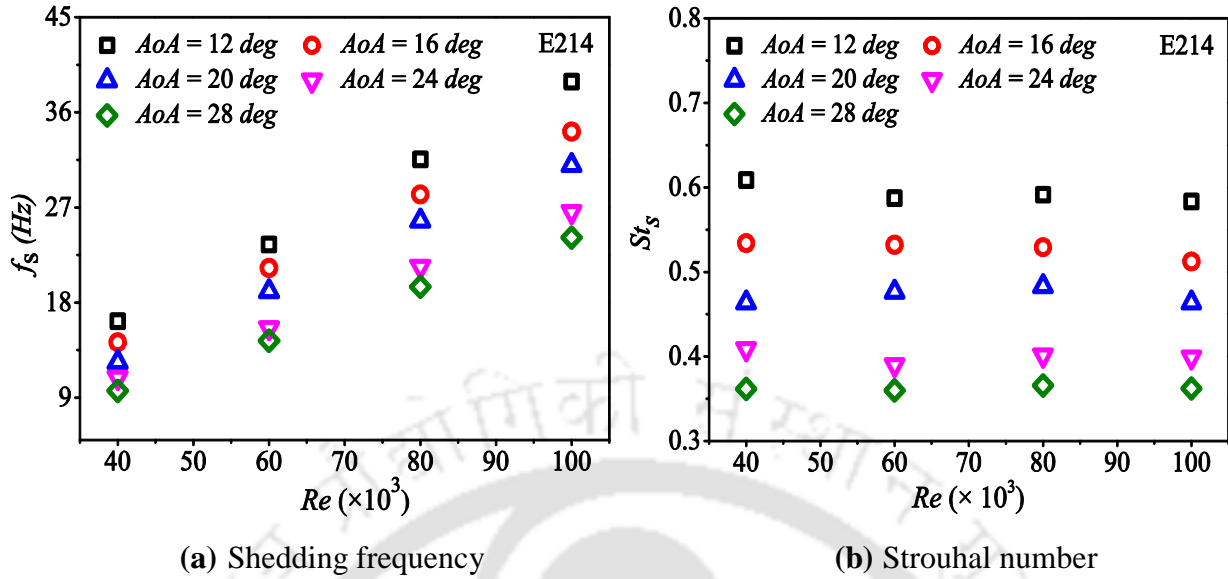 45
36
27
18
9
fs (Hz)
AoA = 12 deg
AoA = 16 deg
E214
AoA = 20 deg
AoA = 24 deg
AoA = 28 deg
40 50 60 70 80 90 100
Re (×10³)
(a) Shedding frequency
0.8
0.7
0.6
0.5
0.4
0.3
Sts
AoA = 12 deg
AoA = 16 deg
E214
AoA = 20 deg
AoA = 24 deg
AoA = 28 deg
40 50 60 70 80 90 100
Re (× 10³)
(b) Strouhal number